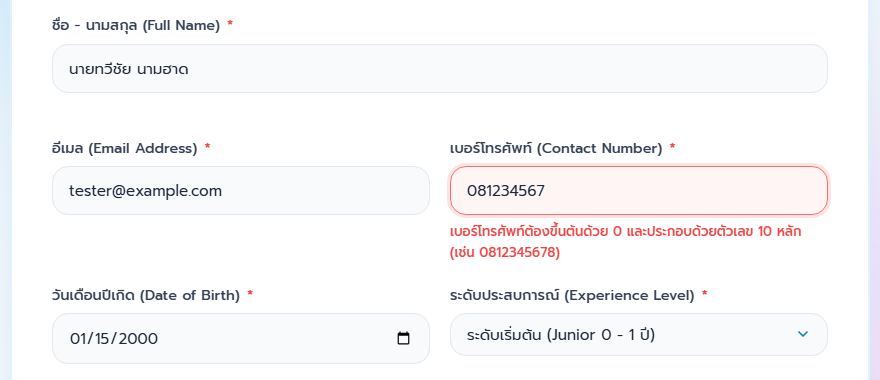 ชื่อ - นามสกุล (Full Name) *
นายทวีชัย นามฮาด
อีเมล (Email Address) *
เบอร์โทรศัพท์ (Contact Number) *
tester@example.com
081234567
เบอร์โทรศัพท์ต้องขึ้นต้นด้วย 0 และประกอบด้วยตัวเลข 10 หลัก
(เช่น 0812345678)
วันเดือนปีเกิด (Date of Birth) *
ระดับประสบการณ์ (Experience Level) *
01/15/2000
ระดับเริ่มต้น (Junior 0 - 1 ปี)